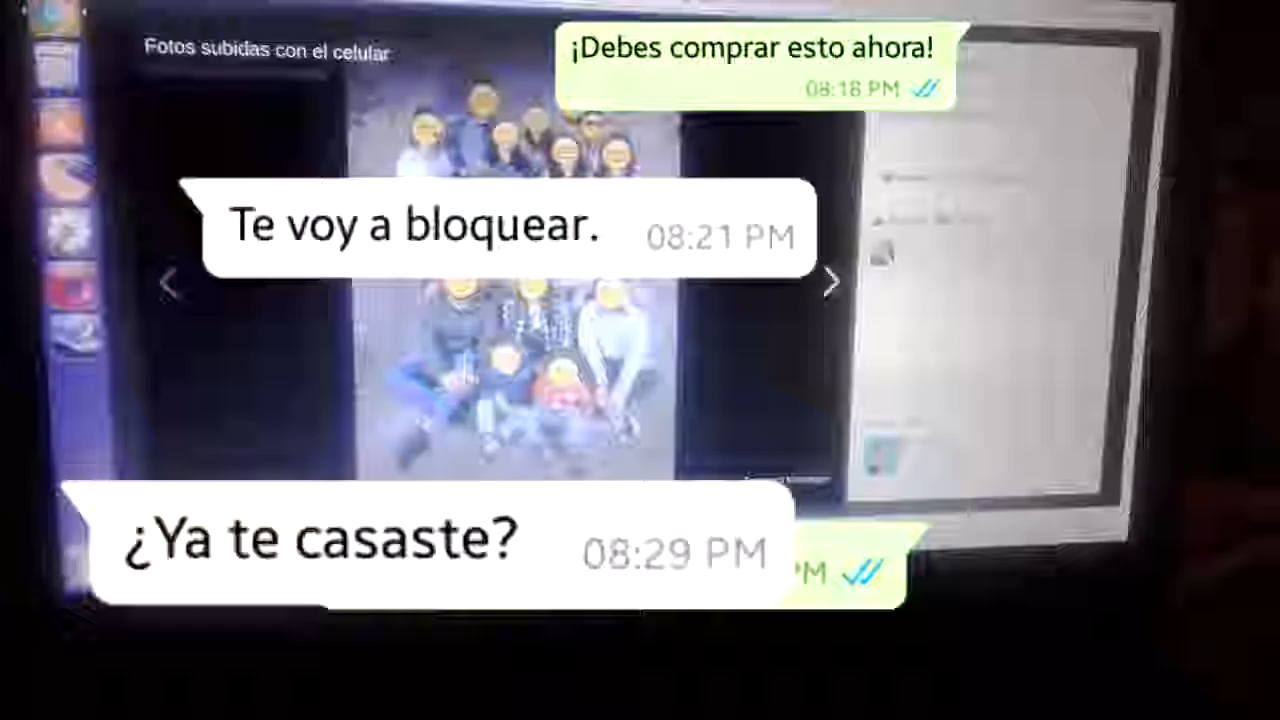 Fotos subidas con el celular
¡Debes comprar esto ahora!
08:18 PM
Te voy a bloquear. 08:21 PM
¿Ya te casaste? 08:29 PM
PM